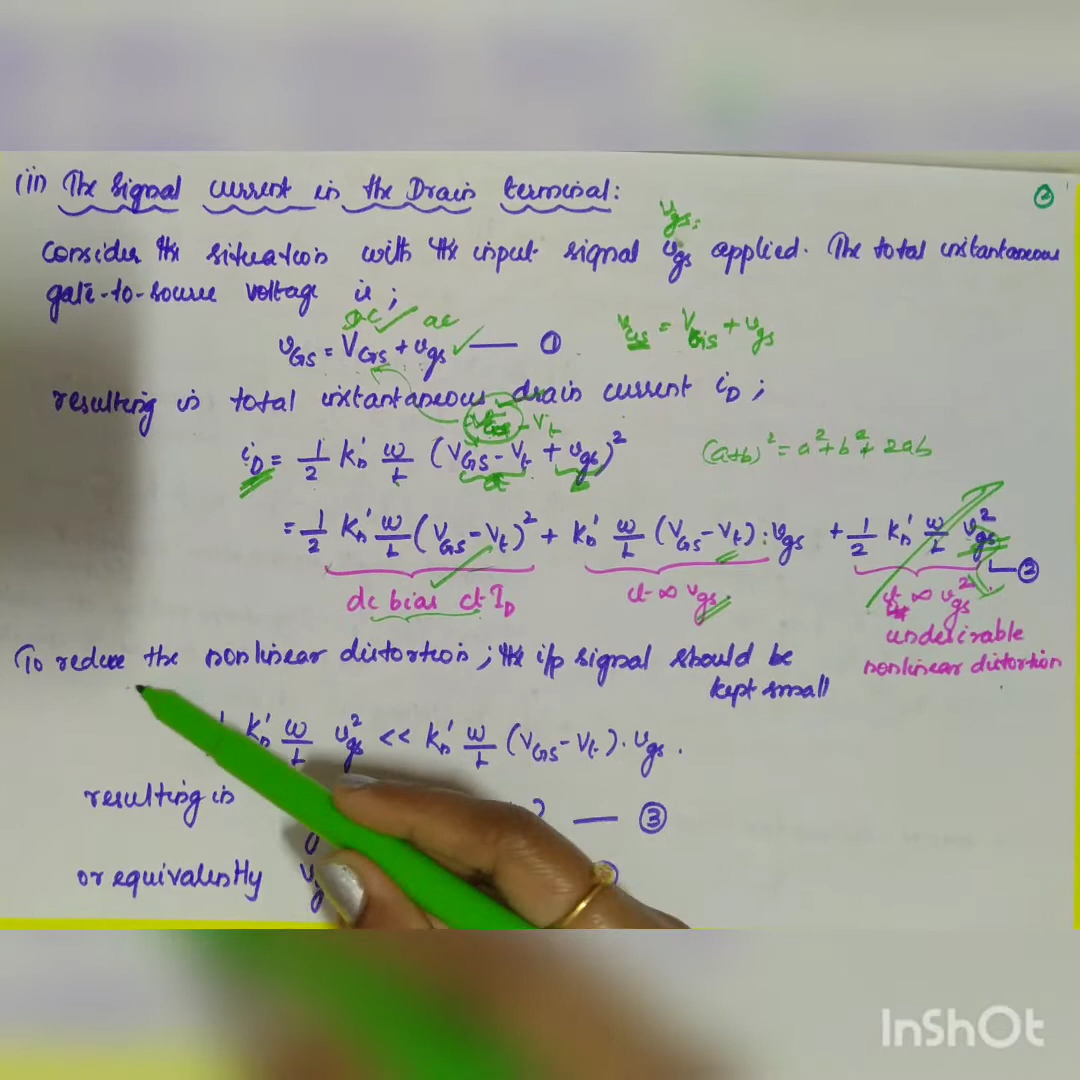 (ii) The Signal current in the Drain terminal:
②
vgs.
Consider the situation with the input signal vgs applied. The total instantaneous
gate-to-source voltage is;
DC ac
vGS = VGS + vgs — ①
vGS = VGS + vgs
resulting in total instantaneous drain current iD;
- Vt
iD = 1/2 Kn' W/L (VGS - Vt + vgs)²
(a+b)² = a² + b² + 2ab
= 1/2 Kn' W/L (VGS - Vt)² + Kn' W/L (VGS - Vt) . vgs + 1/2 Kn' W/L vgs² — ②
dc bias ct ID
ct ∞ vgs.
ct ∞ vgs².
undesirable
nonlinear distortion
To reduce the nonlinear distortion; the i/p signal should be
kept small
Kn' W/L vgs² << Kn' W/L (VGS - Vt) . vgs.
resulting in — ③
or equivalently
InShOt